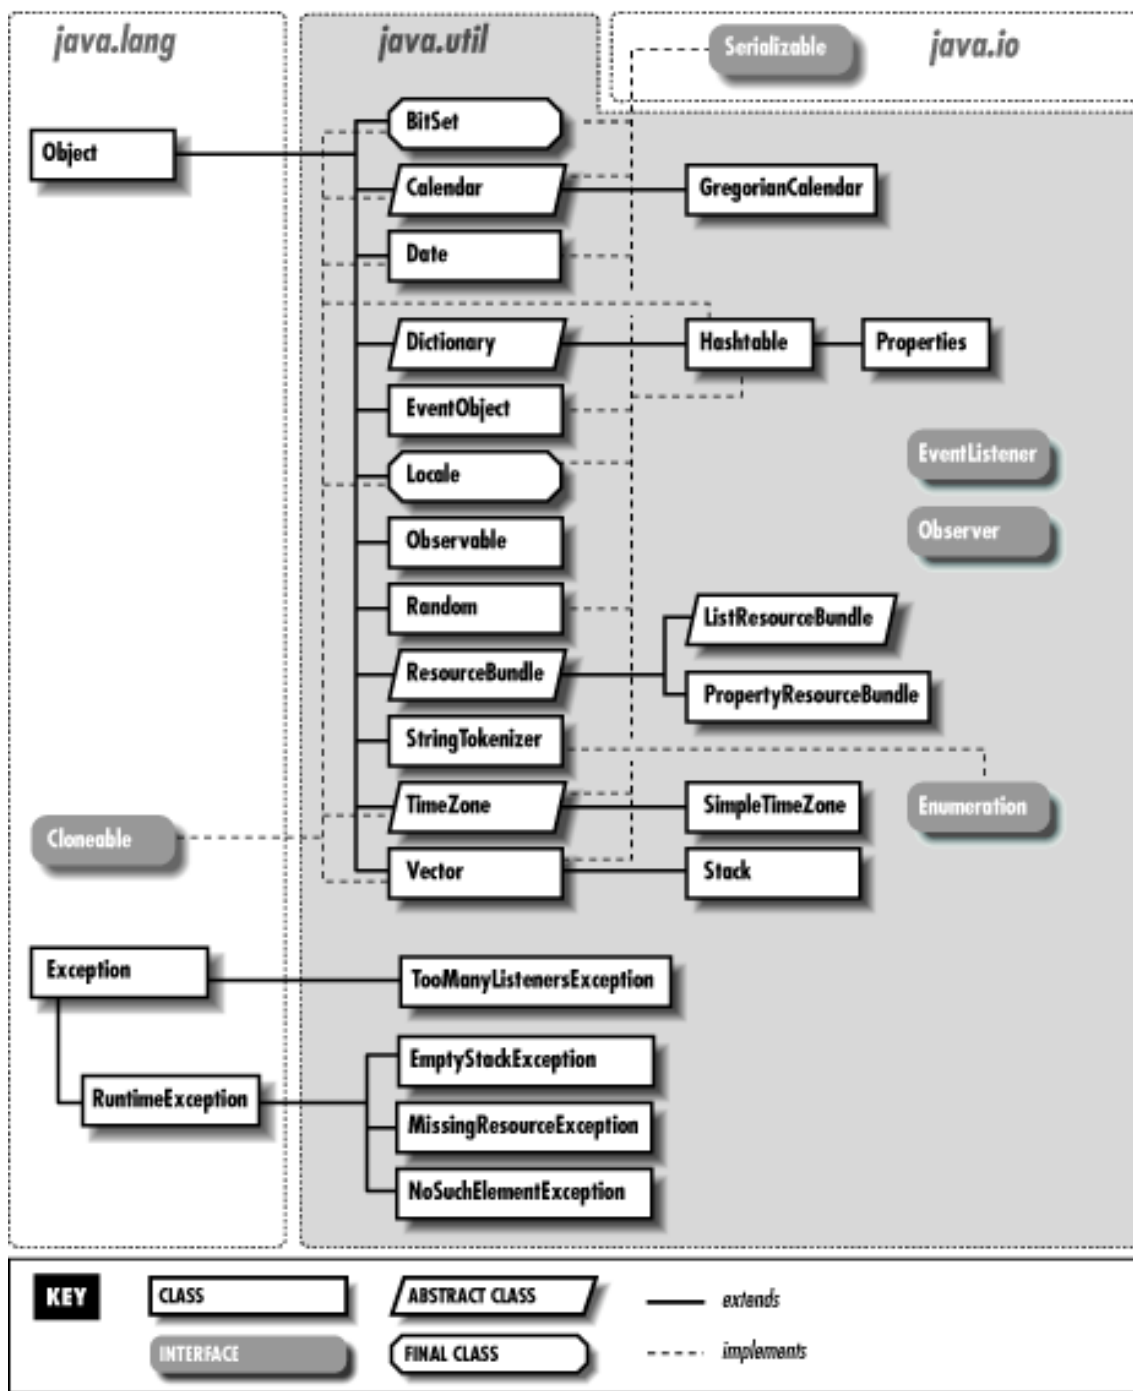 java.lang
java.util
java.io
Serializable
Object
BitSet
Calendar
GregorianCalendar
Date
Dictionary
Hashtable
Properties
EventObject
EventListener
Locale
Observer
Observable
Random
ListResourceBundle
ResourceBundle
PropertyResourceBundle
StringTokenizer
TimeZone
SimpleTimeZone
Enumeration
Cloneable
Vector
Stack
Exception
TooManyListenersException
EmptyStackException
RuntimeException
MissingResourceException
NoSuchElementException
KEY
CLASS
ABSTRACT CLASS
extends
INTERFACE
FINAL CLASS
implements